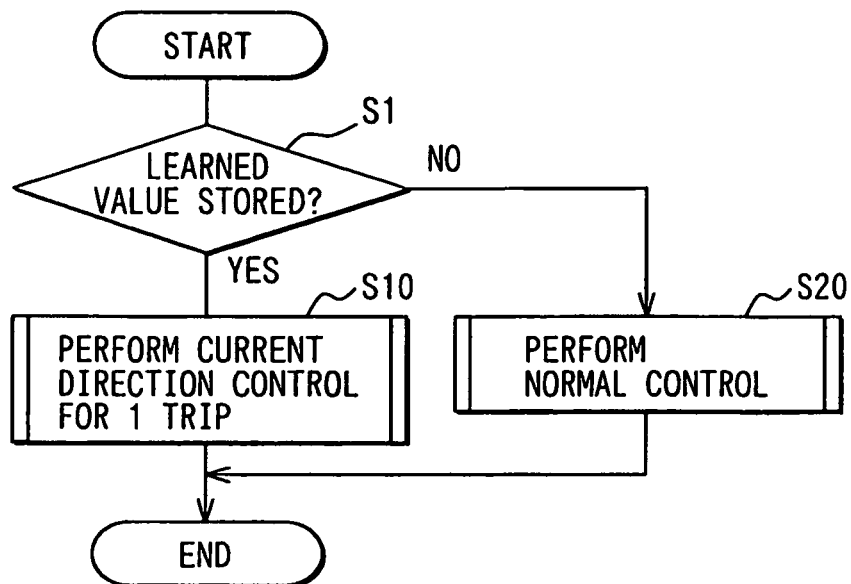 START
S1
LEARNED
VALUE STORED?
NO
YES
S10
PERFORM CURRENT
DIRECTION CONTROL
FOR 1 TRIP
S20
PERFORM
NORMAL CONTROL
END